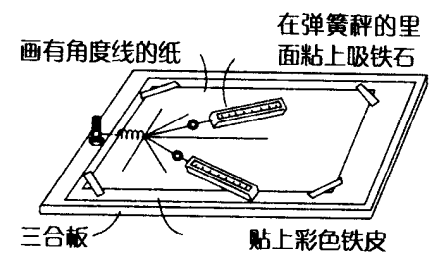 在弹簧秤的里
面粘上吸铁石
画有角度线的纸
三合板
贴上彩色铁皮